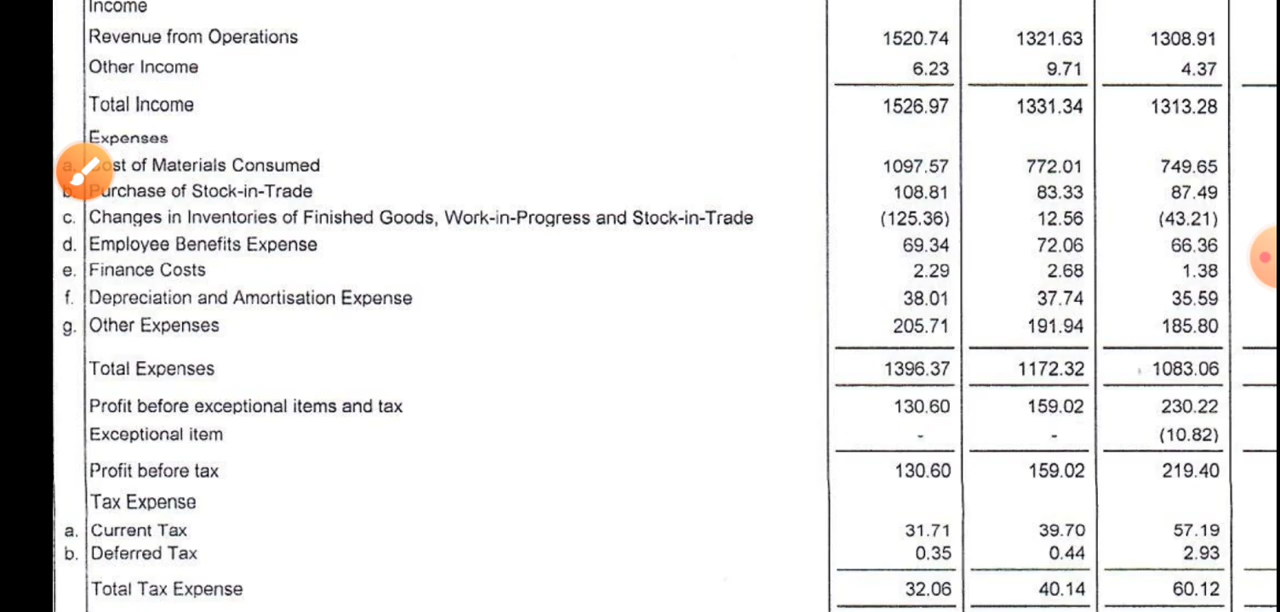 Income
Revenue from Operations 1520.74 1321.63 1308.91
Other Income 6.23 9.71 4.37
Total Income 1526.97 1331.34 1313.28
Expenses
a. ost of Materials Consumed 1097.57 772.01 749.65
b. Purchase of Stock-in-Trade 108.81 83.33 87.49
c. Changes in Inventories of Finished Goods, Work-in-Progress and Stock-in-Trade (125.36) 12.56 (43.21)
d. Employee Benefits Expense 69.34 72.06 66.36
e. Finance Costs 2.29 2.68 1.38
f. Depreciation and Amortisation Expense 38.01 37.74 35.59
g. Other Expenses 205.71 191.94 185.80
Total Expenses 1396.37 1172.32 1083.06
Profit before exceptional items and tax 130.60 159.02 230.22
Exceptional item - - (10.82)
Profit before tax 130.60 159.02 219.40
Tax Expense
a. Current Tax 31.71 39.70 57.19
b. Deferred Tax 0.35 0.44 2.93
Total Tax Expense 32.06 40.14 60.12